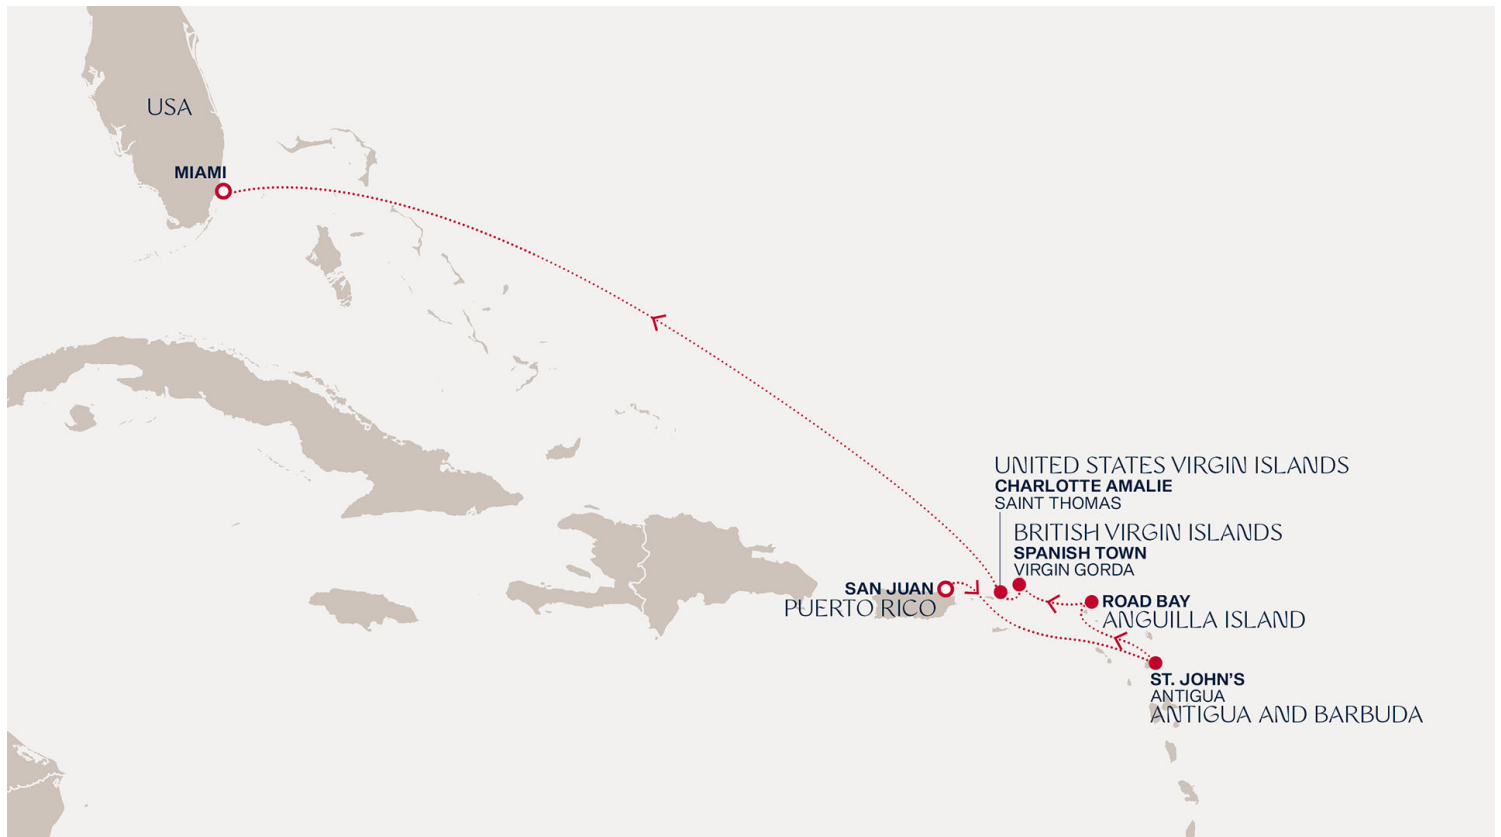 USA
MIAMI
UNITED STATES VIRGIN ISLANDS
CHARLOTTE AMALIE
SAINT THOMAS
BRITISH VIRGIN ISLANDS
SPANISH TOWN
VIRGIN GORDA
SAN JUAN
PUERTO RICO
ROAD BAY
ANGUILLA ISLAND
ST. JOHN'S
ANTIGUA
ANTIGUA AND BARBUDA